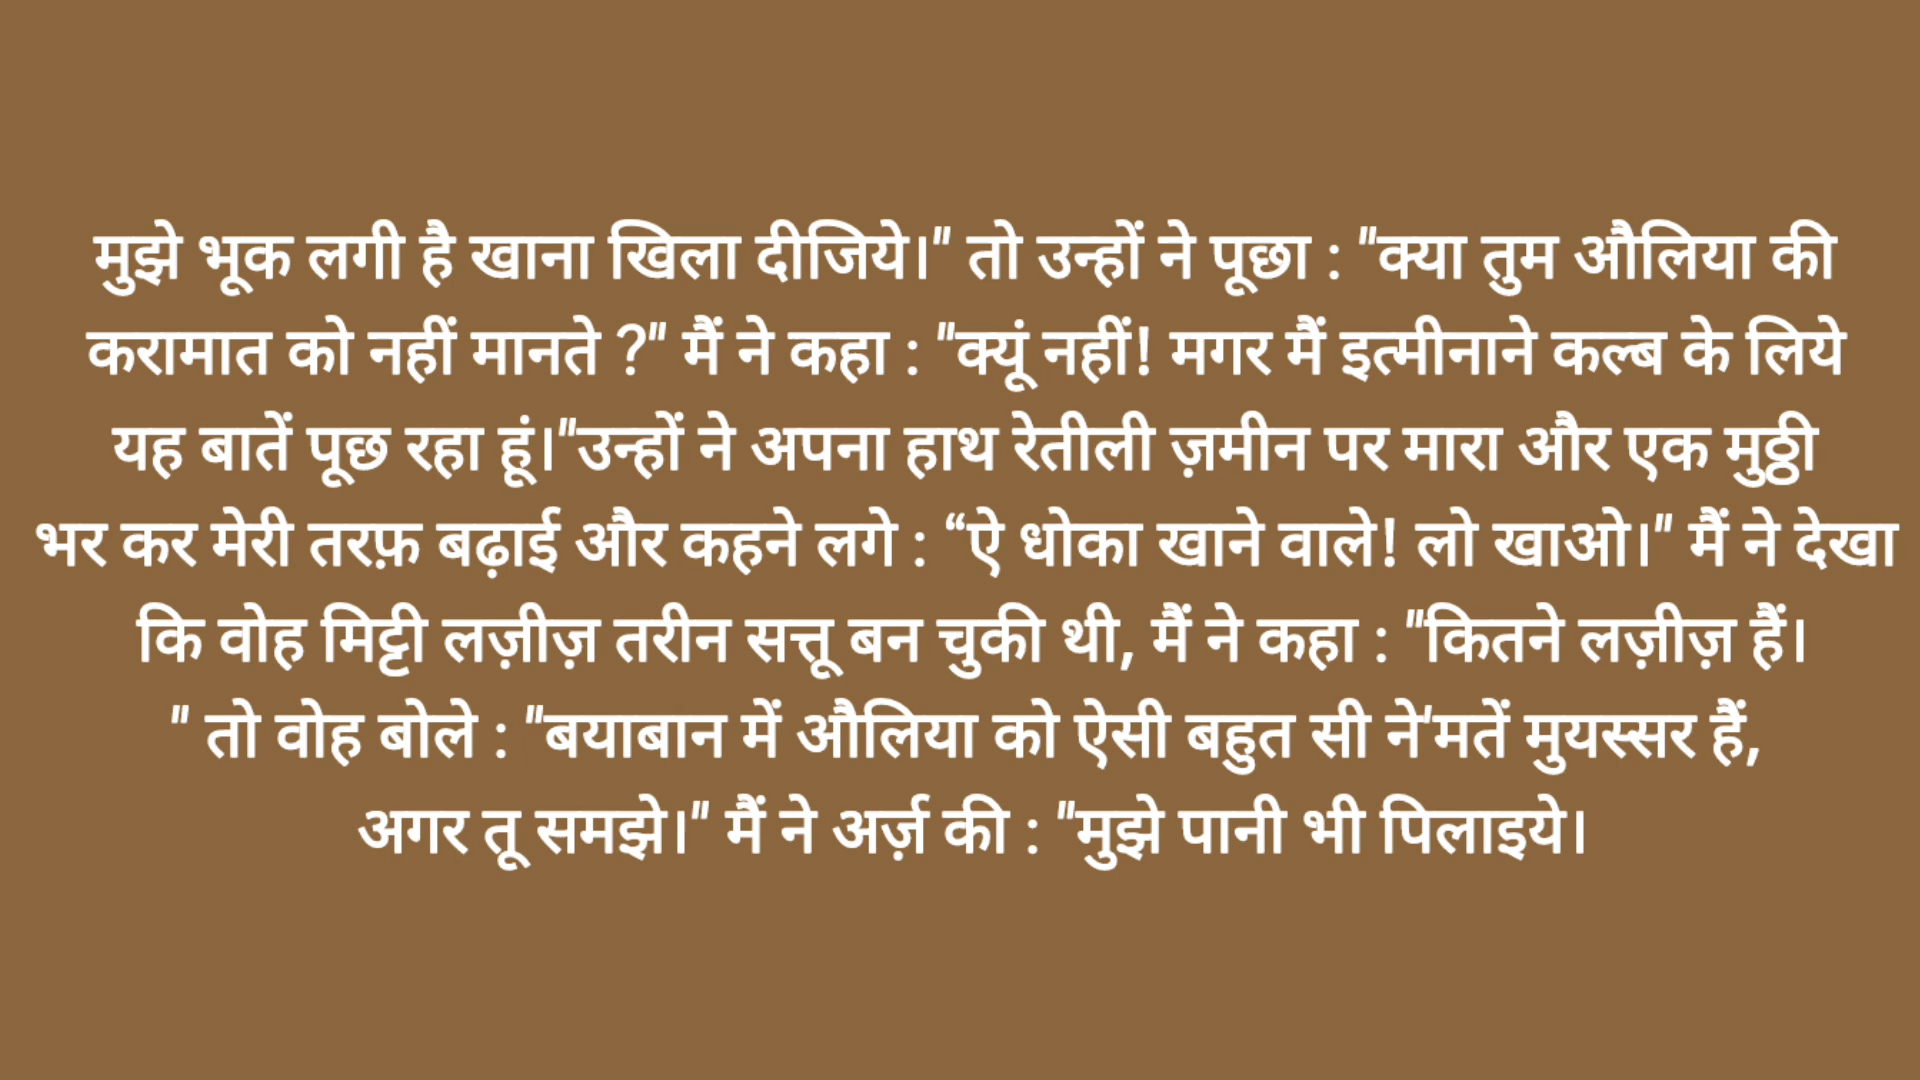 मुझे भूक लगी है खाना खिला दीजिये।" तो उन्हों ने पूछा : "क्या तुम औलिया की
करामात को नहीं मानते ?" मैं ने कहा : "क्यूं नहीं! मगर मैं इत्मीनाने कल्ब के लिये
यह बातें पूछ रहा हूं।"उन्हों ने अपना हाथ रेतीली ज़मीन पर मारा और एक मुठ्ठी
भर कर मेरी तरफ़ बढ़ाई और कहने लगे : “ऐ धोका खाने वाले! लो खाओ।" मैं ने देखा
कि वोह मिट्टी लज़ीज़ तरीन सत्तू बन चुकी थी, मैं ने कहा : "कितने लज़ीज़ हैं।
" तो वोह बोले : "बयाबान में औलिया को ऐसी बहुत सी ने'मतें मुयस्सर हैं,
अगर तू समझे।" मैं ने अर्ज़ की : "मुझे पानी भी पिलाइये।